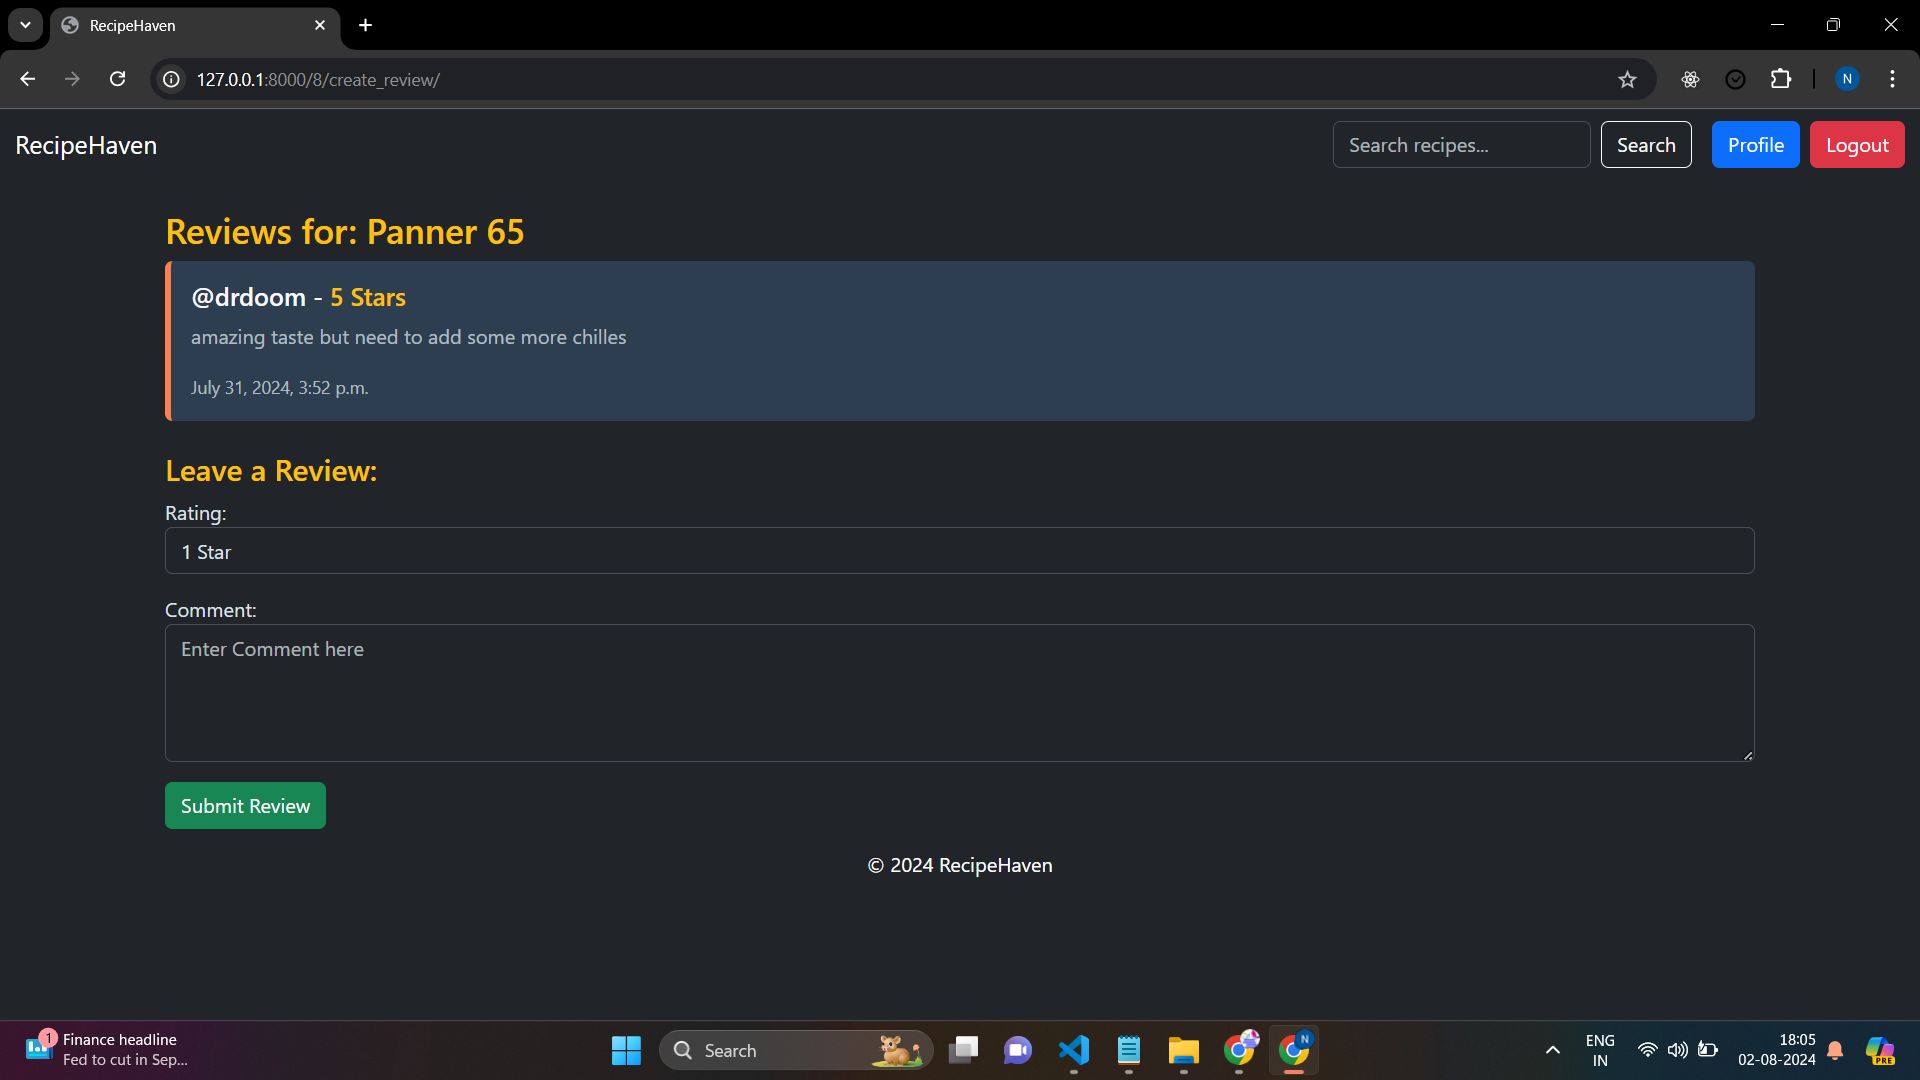 RecipeHaven
127.0.0.1:8000/8/create_review/
N
RecipeHaven
Search recipes...
Search
Profile
Logout
Reviews for: Panner 65
@drdoom - 5 Stars
amazing taste but need to add some more chilles
July 31, 2024, 3:52 p.m.
Leave a Review:
Rating:
1 Star
Comment:
Enter Comment here
Submit Review
© 2024 RecipeHaven
1
Finance headline
Fed to cut in Sep...
Search
N
ENG
IN
18:05
02-08-2024
PRE